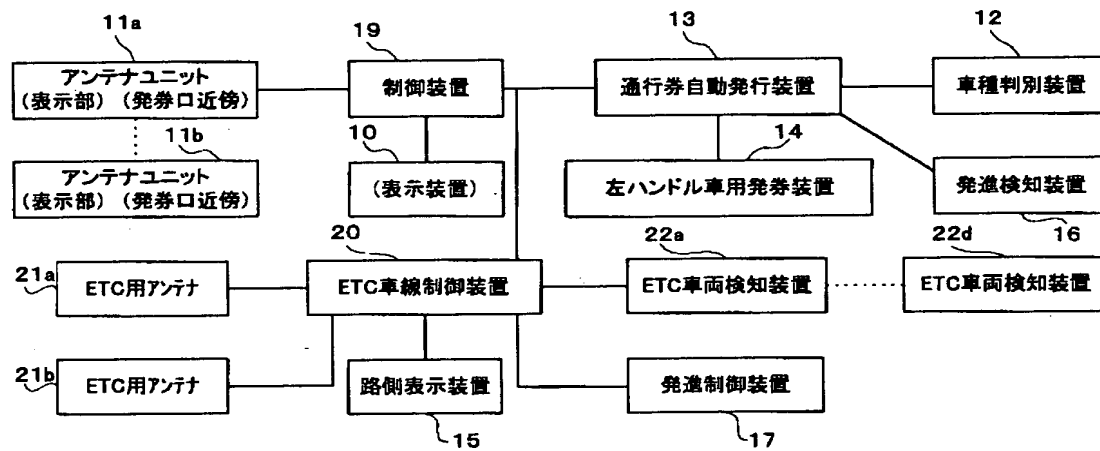 11a
アンテナユニット
(表示部) (発券口近傍)
19
制御装置
13
通行券自動発行装置
12
車種判別装置
11b
アンテナユニット
(表示部) (発券口近傍)
10
(表示装置)
14
左ハンドル車用発券装置
発進検知装置
16
21a
ETC用アンテナ
20
ETC車線制御装置
22a
ETC車両検知装置
22d
ETC車両検知装置
21b
ETC用アンテナ
路側表示装置
15
発進制御装置
17